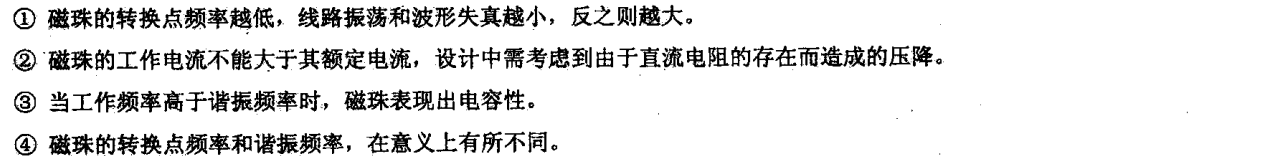 ① 磁珠的转换点频率越低，线路振荡和波形失真越小，反之则越大。
② 磁珠的工作电流不能大于其额定电流，设计中需考虑到由于直流电阻的存在而造成的压降。
③ 当工作频率高于谐振频率时，磁珠表现出电容性。
④ 磁珠的转换点频率和谐振频率，在意义上有所不同。